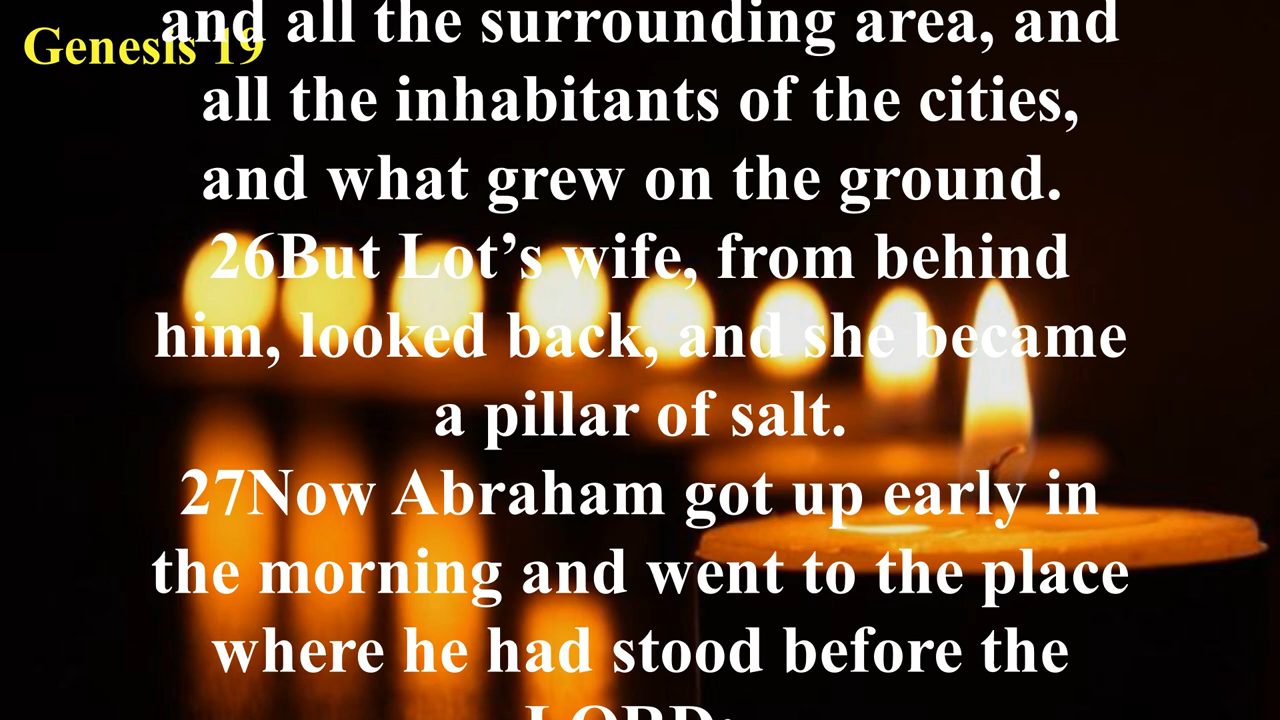 Genesis 19
and all the surrounding area, and
all the inhabitants of the cities,
and what grew on the ground.
26But Lot’s wife, from behind
him, looked back, and she became
a pillar of salt.
27Now Abraham got up early in
the morning and went to the place
where he had stood before the
LORD;